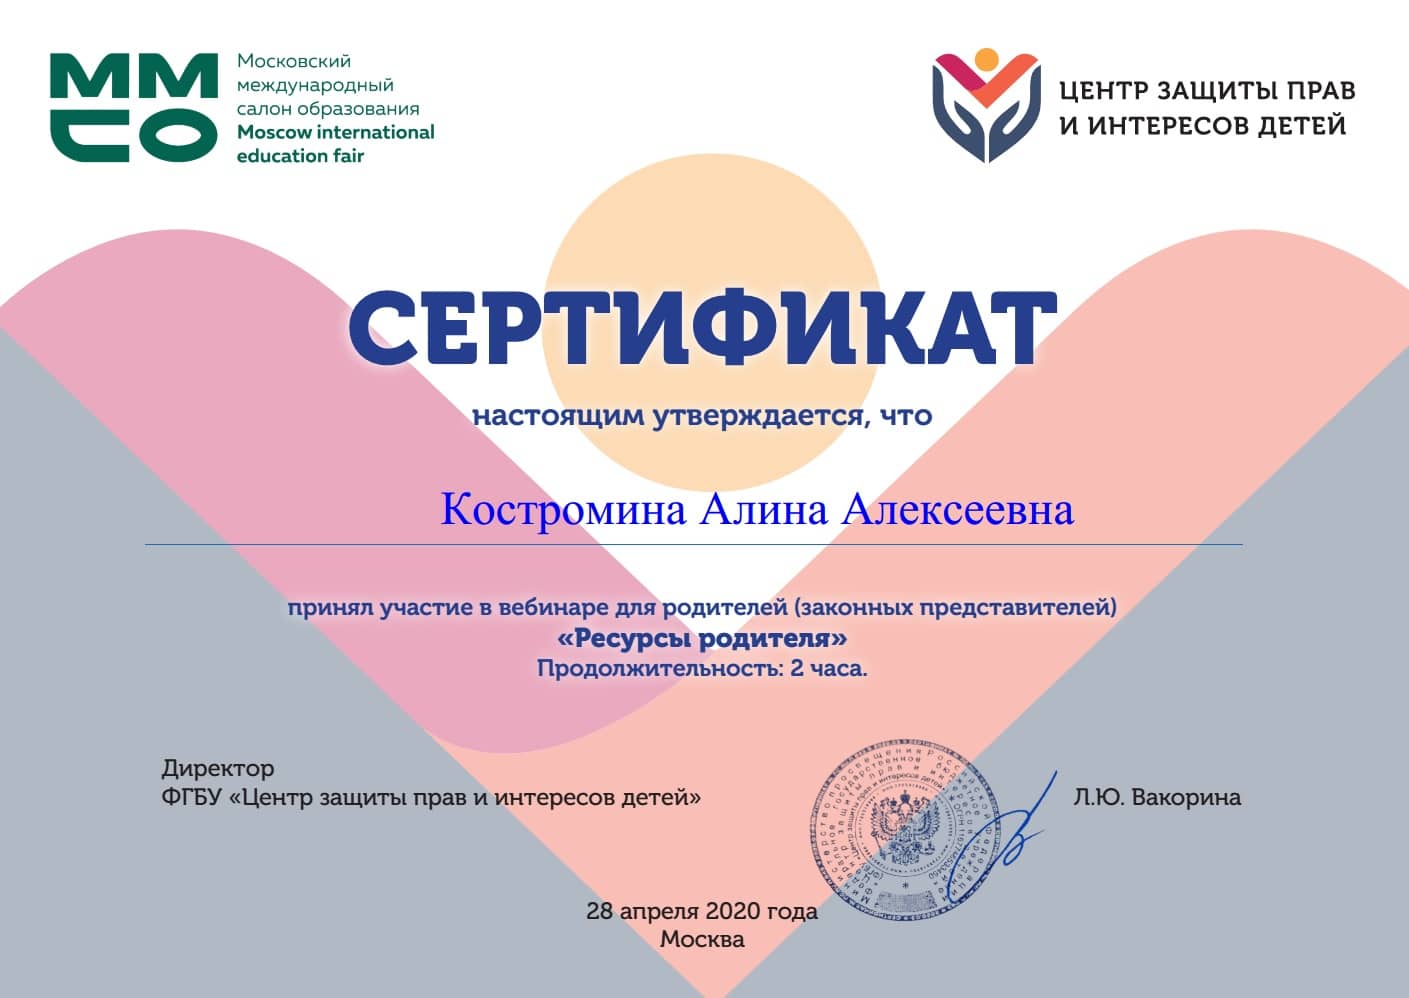 ММСО
Московский
международный
салон образования
Moscow international
education fair
ЦЕНТР ЗАЩИТЫ ПРАВ
И ИНТЕРЕСОВ ДЕТЕЙ
СЕРТИФИКАТ
настоящим утверждается, что
Костромина Алина Алексеевна
принял участие в вебинаре для родителей (законных представителей)
«Ресурсы родителя»
Продолжительность: 2 часа.
Директор
ФГБУ «Центр защиты прав и интересов детей»
Л.Ю. Вакорина
28 апреля 2020 года
Москва